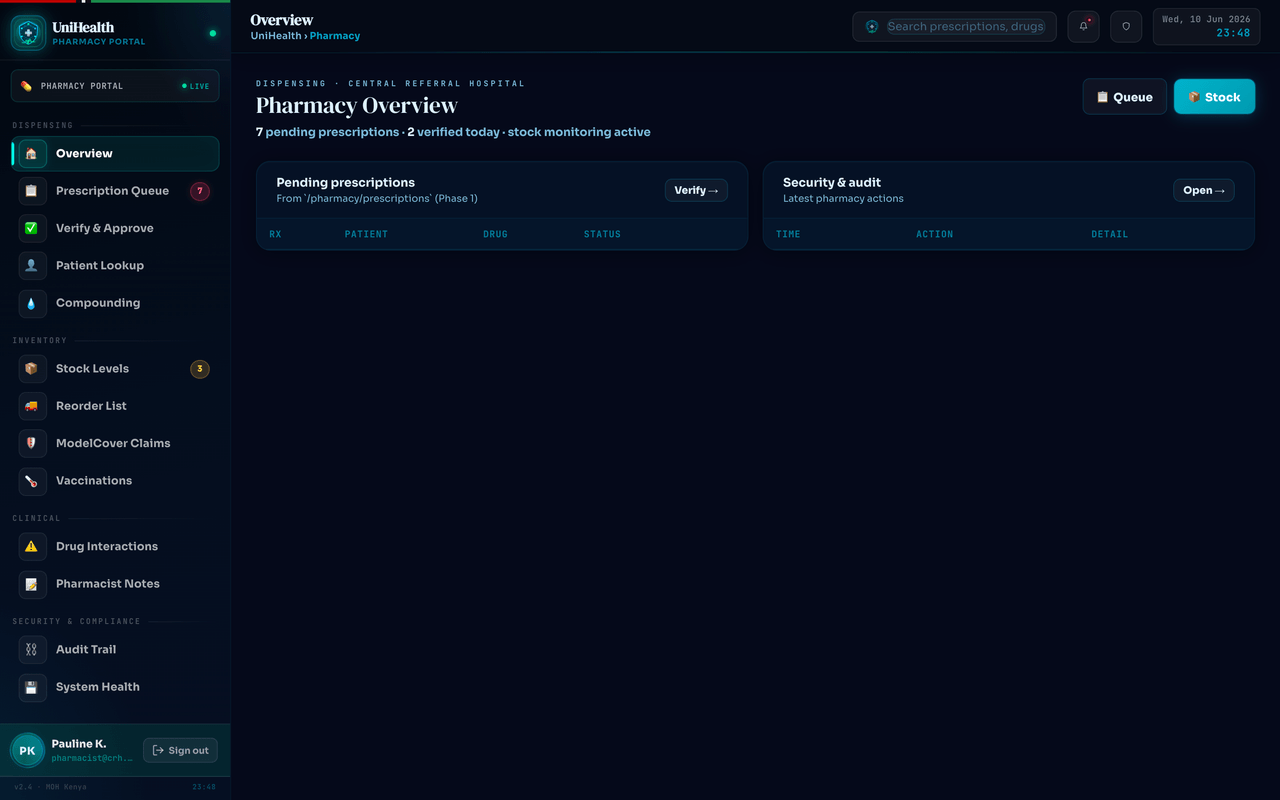 UniHealth
PHARMACY PORTAL
PHARMACY PORTAL
LIVE
DISPENSING
Overview
Prescription Queue
7
Verify & Approve
Patient Lookup
Compounding
INVENTORY
Stock Levels
3
Reorder List
ModelCover Claims
Vaccinations
CLINICAL
Drug Interactions
Pharmacist Notes
SECURITY & COMPLIANCE
Audit Trail
System Health
PK
Pauline K.
pharmacist@crh...
Sign out
v2.4 · MOH Kenya
23:48
Overview
UniHealth › Pharmacy
Search prescriptions, drugs
Wed, 10 Jun 2026
23:48
DISPENSING · CENTRAL REFERRAL HOSPITAL
Pharmacy Overview
7 pending prescriptions · 2 verified today · stock monitoring active
Queue
Stock
Pending prescriptions
From `/pharmacy/prescriptions` (Phase 1)
Verify →
RX PATIENT DRUG STATUS
Security & audit
Latest pharmacy actions
Open →
TIME ACTION DETAIL